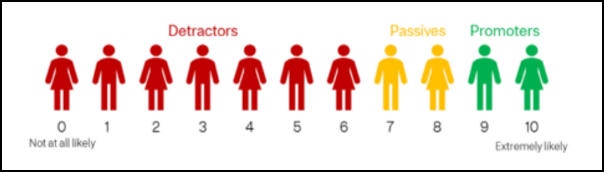 Detractors Passives Promoters
0 1 2 3 4 5 6 7 8 9 10
Not at all likely Extremely likely